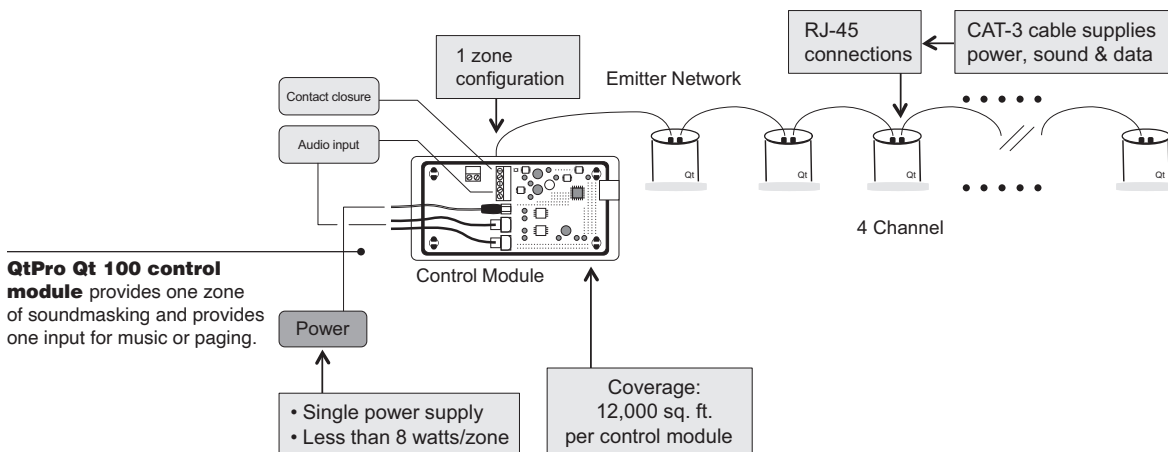 1 zone
configuration
RJ-45
connections
CAT-3 cable supplies
power, sound & data
Emitter Network
Contact closure
Audio input
Qt
Qt
Qt
Qt
4 Channel
Control Module
QtPro Qt 100 control
module provides one zone
of soundmasking and provides
one input for music or paging.
Power
• Single power supply
• Less than 8 watts/zone
Coverage:
12,000 sq. ft.
per control module